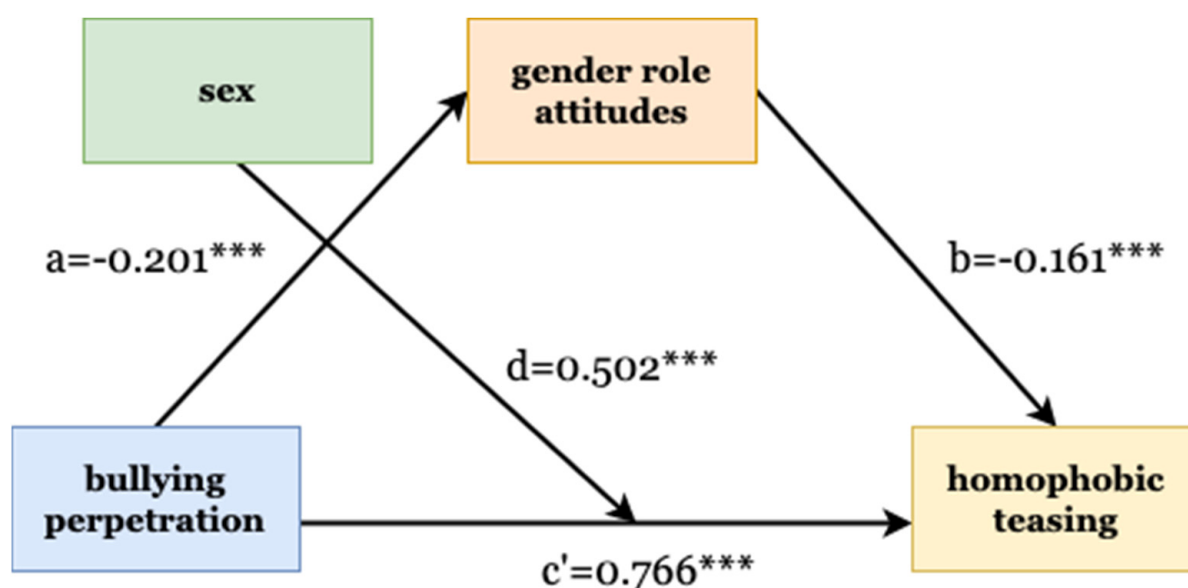 sex
gender role
attitudes
a=-0.201***
b=-0.161***
d=0.502***
bullying
perpetration
homophobic
teasing
c'=0.766***